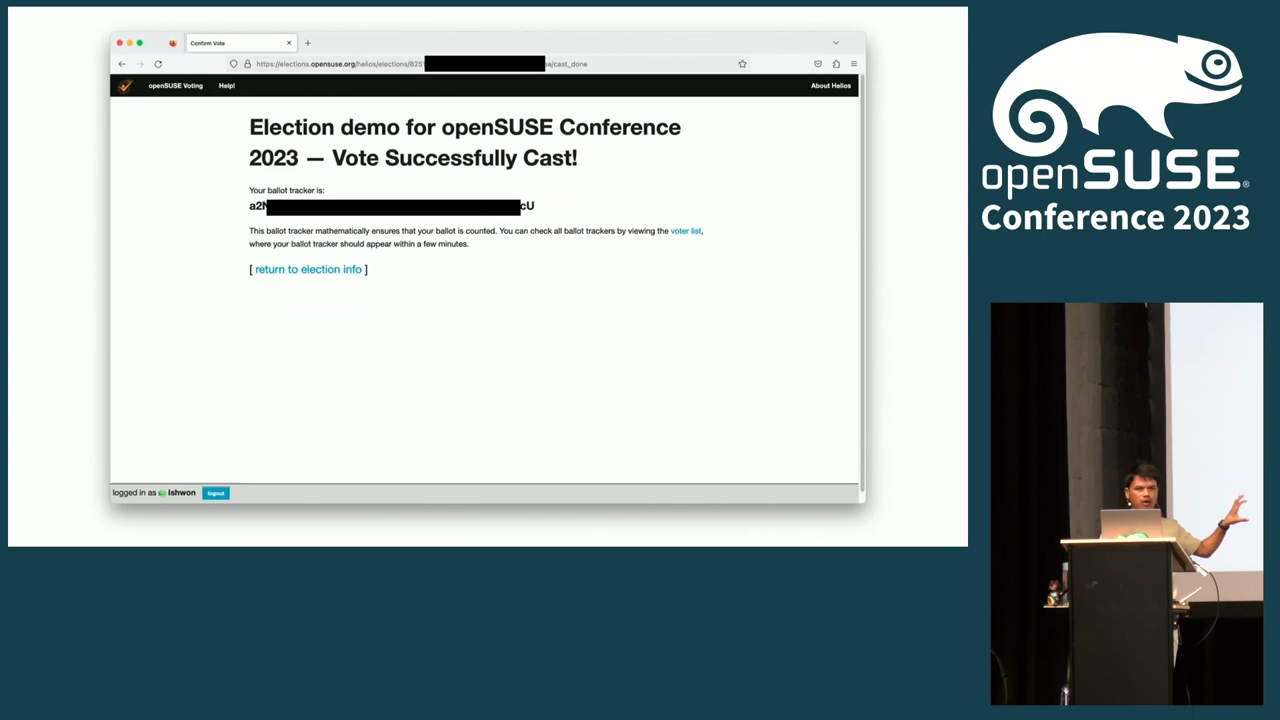 Confirm Vote
https://elections.opensuse.org/helios/elections/828
a/cast_done
openSUSE Voting
Help!
About Helios
Election demo for openSUSE Conference
2023 — Vote Successfully Cast!
Your ballot tracker is:
a2N
cU
This ballot tracker mathematically ensures that your ballot is counted. You can check all ballot trackers by viewing the voter list,
where your ballot tracker should appear within a few minutes.
[ return to election info ]
logged in as Ishwon logout
openSUSE®
Conference 2023